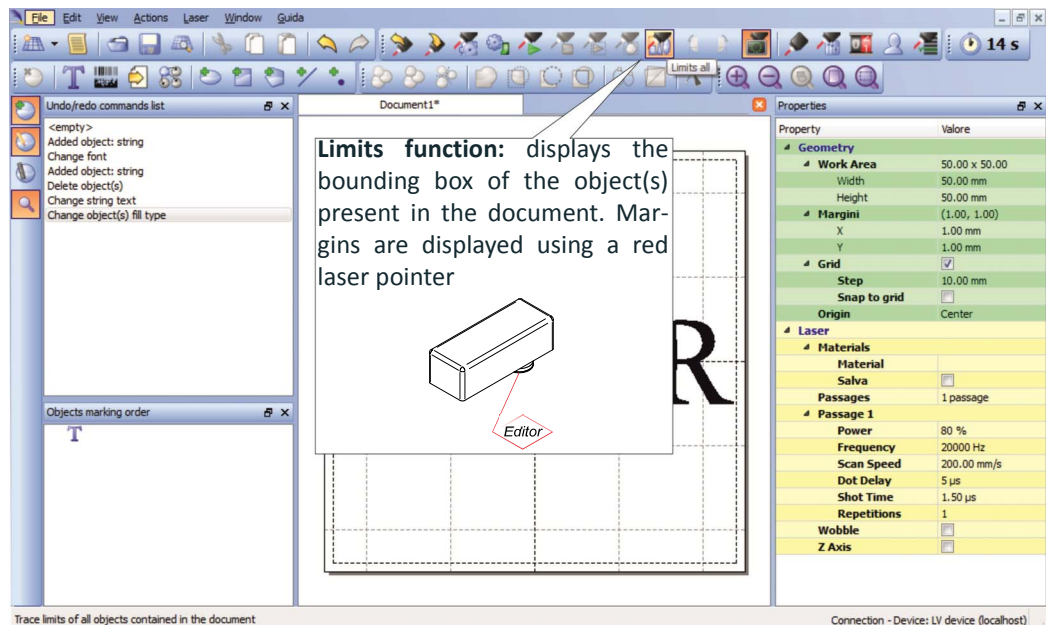 File Edit View Actions Laser Window Guida
14 s
T
Limits all
Undo/redo commands list
<empty>
Added object: string
Change font
Added object: string
Delete object(s)
Change string text
Change object(s) fill type
Objects marking order
T
Document1*
Limits function: displays the
bounding box of the object(s)
present in the document. Mar-
gins are displayed using a red
laser pointer
Editor
R
Properties
Property Valore
Geometry
Work Area 50.00 x 50.00
Width 50.00 mm
Height 50.00 mm
Margini (1.00, 1.00)
X 1.00 mm
Y 1.00 mm
Grid
Step 10.00 mm
Snap to grid
Origin Center
Laser
Materials
Material
Salva
Passages 1 passage
Passage 1
Power 80 %
Frequency 20000 Hz
Scan Speed 200.00 mm/s
Dot Delay 5 µs
Shot Time 1.50 µs
Repetitions 1
Wobble
Z Axis
Trace limits of all objects contained in the document
Connection - Device: LV device (localhost)